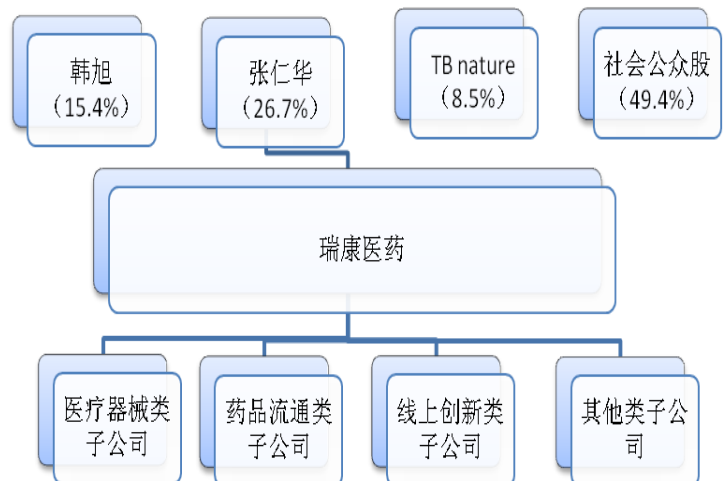 韩旭
（15.4%）
张仁华
（26.7%）
TB nature
（8.5%）
社会公众股
（49.4%）
瑞康医药
医疗器械类
子公司
药品流通类
子公司
线上创新类
子公司
其他类子公
司